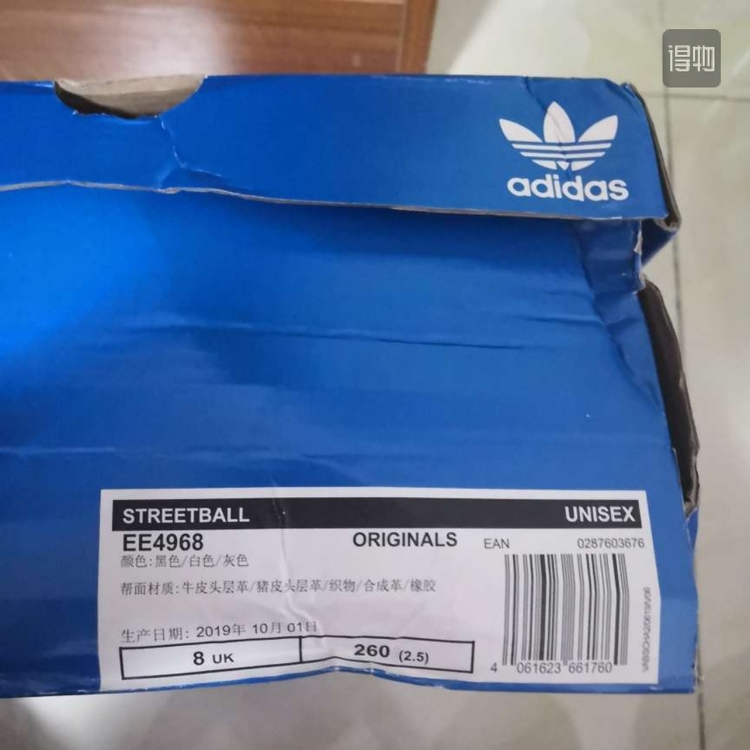 得物
adidas
STREETBALL UNISEX
EE4968 ORIGINALS EAN 0287603676
颜色:黑色/白色/灰色
帮面材质:牛皮头层革/猪皮头层革/织物/合成革/橡胶
生产日期: 2019年 10月 01日
8 UK 260 (2.5)
4 061623 661760